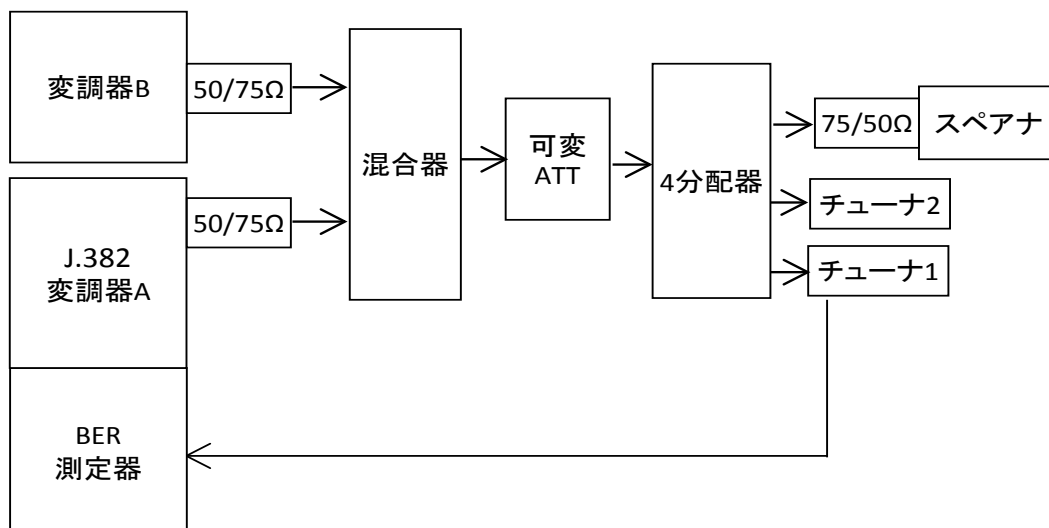 変調器B
50/75Ω
混合器
可変
ATT
4分配器
75/50Ω
スペアナ
チューナ2
チューナ1
50/75Ω
J.382
変調器A
BER
測定器